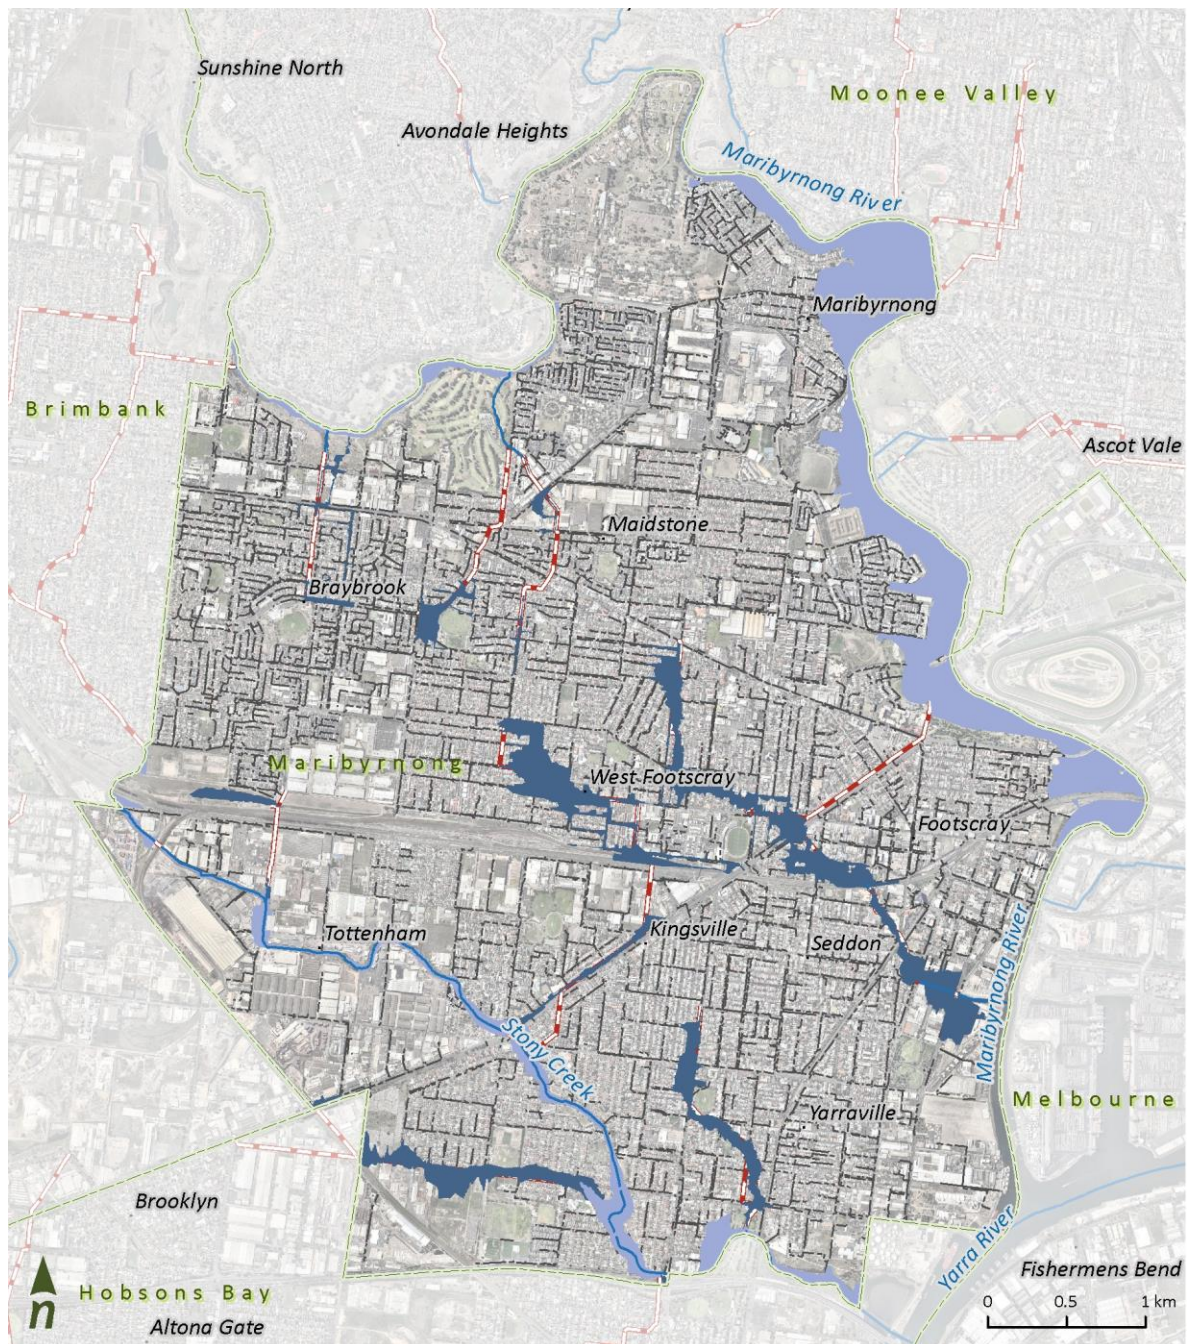 Sunshine North
Moonee Valley
Avondale Heights
Maribyrnong River
Maribyrnong
Brimbank
Ascot Vale
Maidstone
Braybrook
Maribyrnong
West Footscray
Footscray
Tottenham
Kingsville
Seddon
Maribyrnong River
Stony Creek
Yarraville
Melbourne
Brooklyn
Yarra River
Fishermens Bend
Hobsons Bay
n
0 0.5 1 km
Altona Gate